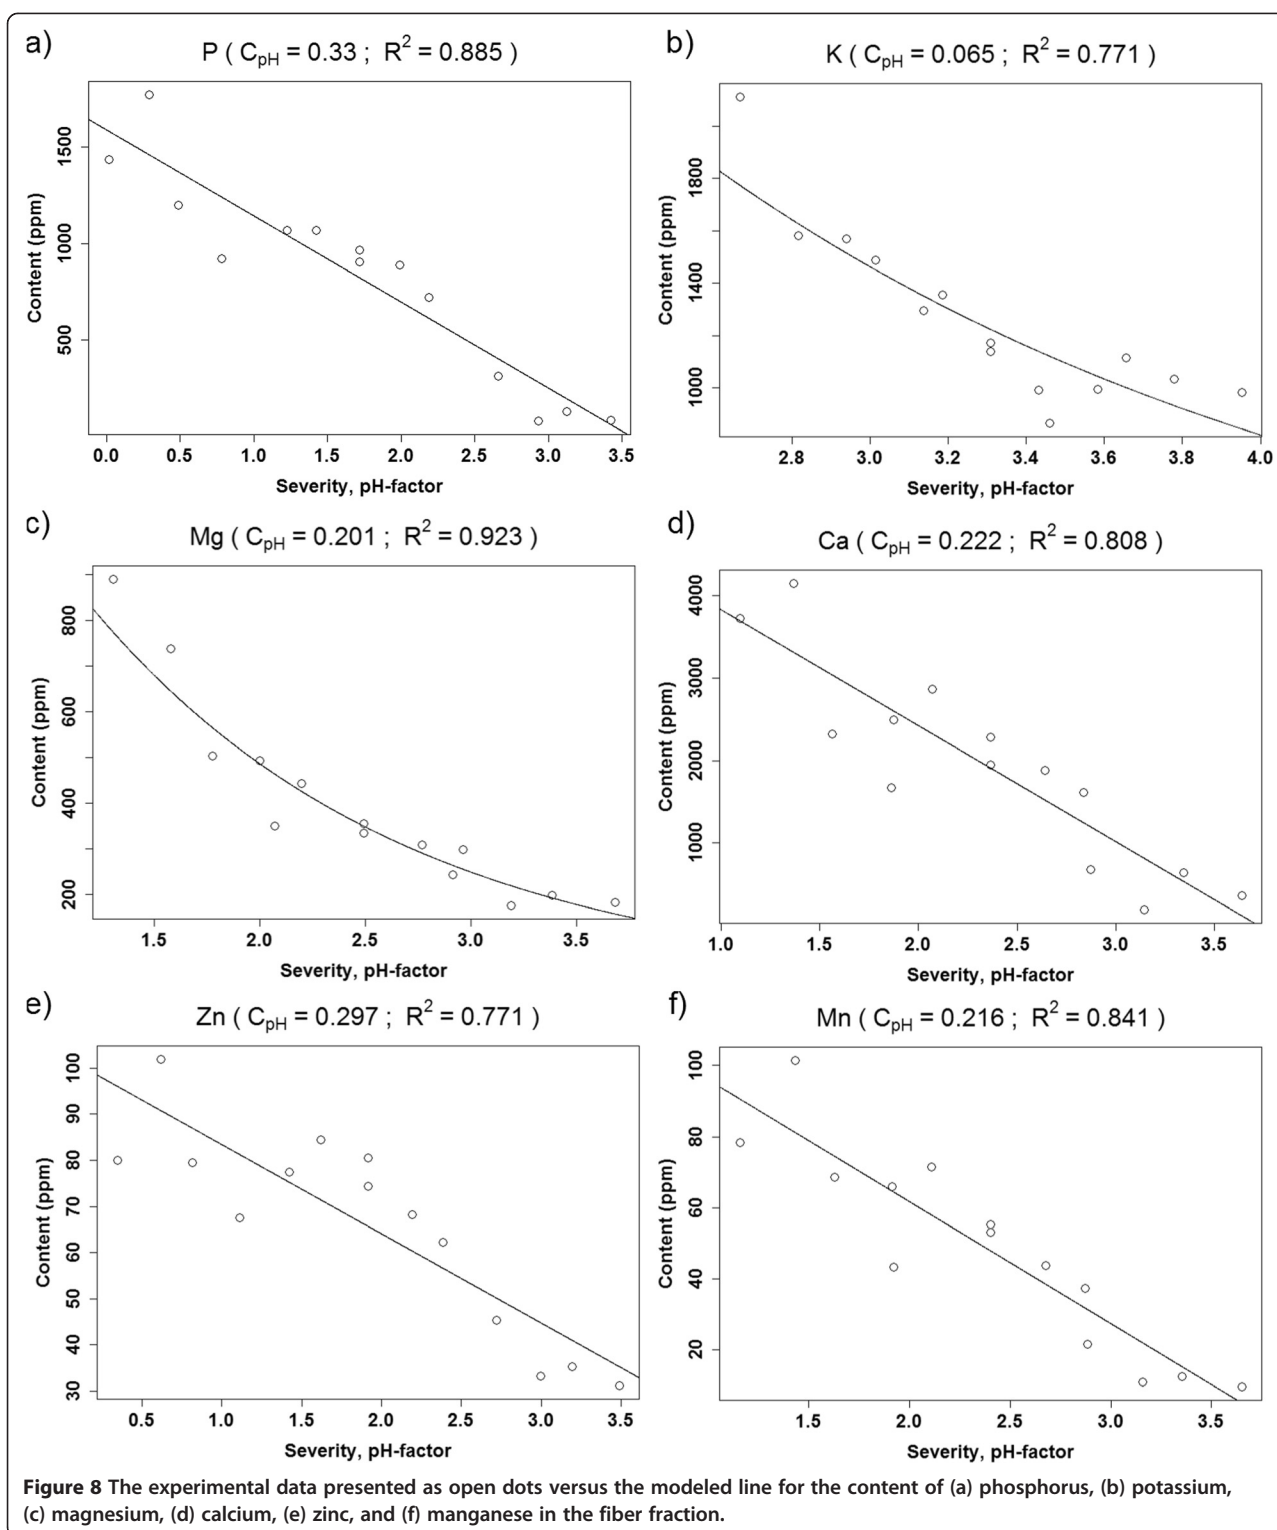 a)
P ( CpH = 0.33 ; R² = 0.885 )
Content (ppm)
1500
1000
500
0.0 0.5 1.0 1.5 2.0 2.5 3.0 3.5
Severity, pH-factor
b)
K ( CpH = 0.065 ; R² = 0.771 )
Content (ppm)
1800
1400
1000
2.8 3.0 3.2 3.4 3.6 3.8 4.0
Severity, pH-factor
c)
Mg ( CpH = 0.201 ; R² = 0.923 )
Content (ppm)
800
600
400
200
1.5 2.0 2.5 3.0 3.5
Severity, pH-factor
d)
Ca ( CpH = 0.222 ; R² = 0.808 )
Content (ppm)
4000
3000
2000
1000
1.0 1.5 2.0 2.5 3.0 3.5
Severity, pH-factor
e)
Zn ( CpH = 0.297 ; R² = 0.771 )
Content (ppm)
100
90
80
70
60
50
40
30
0.5 1.0 1.5 2.0 2.5 3.0 3.5
Severity, pH-factor
f)
Mn ( CpH = 0.216 ; R² = 0.841 )
Content (ppm)
100
80
60
40
20
1.5 2.0 2.5 3.0 3.5
Severity, pH-factor
Figure 8 The experimental data presented as open dots versus the modeled line for the content of (a) phosphorus, (b) potassium,
(c) magnesium, (d) calcium, (e) zinc, and (f) manganese in the fiber fraction.